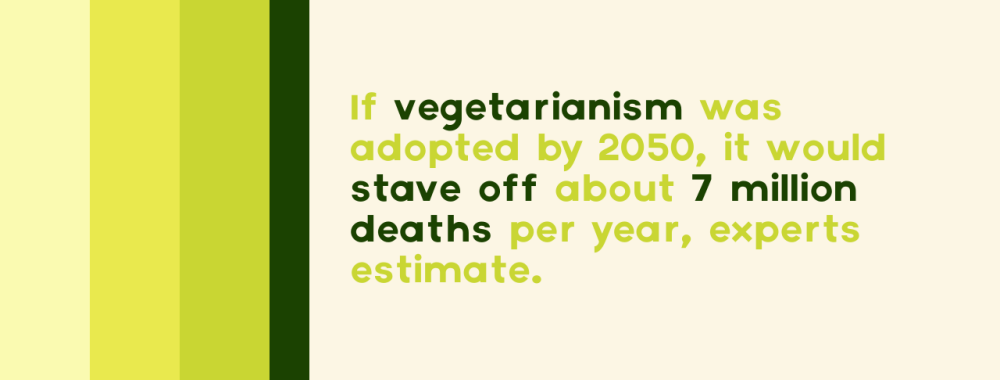 If vegetarianism was
adopted by 2050, it would
stave off about 7 million
deaths per year, experts
estimate.